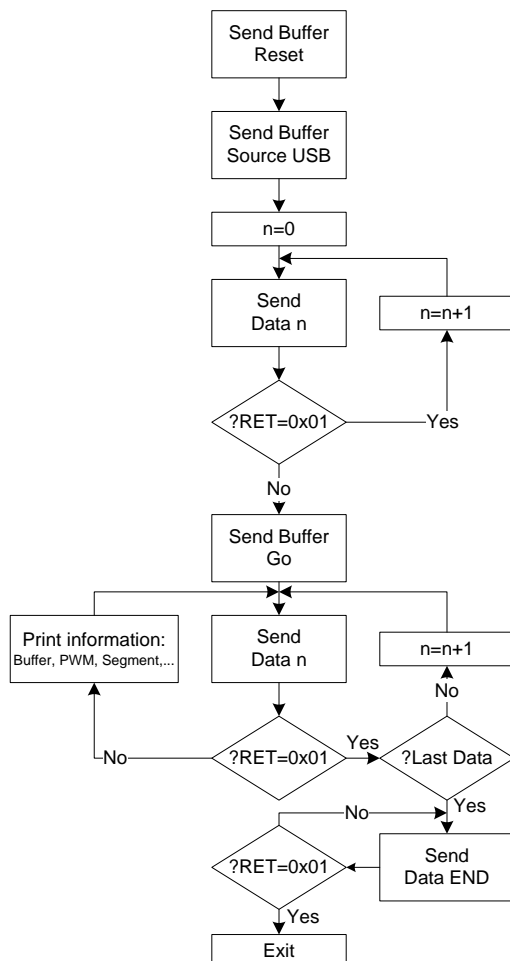 Send Buffer
Reset
Send Buffer
Source USB
n=0
Send
Data n
n=n+1
?RET=0x01
Yes
No
Send Buffer
Go
Print information:
Buffer, PWM, Segment,...
Send
Data n
n=n+1
No
No
?RET=0x01
Yes
?Last Data
No
Yes
?RET=0x01
Send
Data END
Yes
Exit